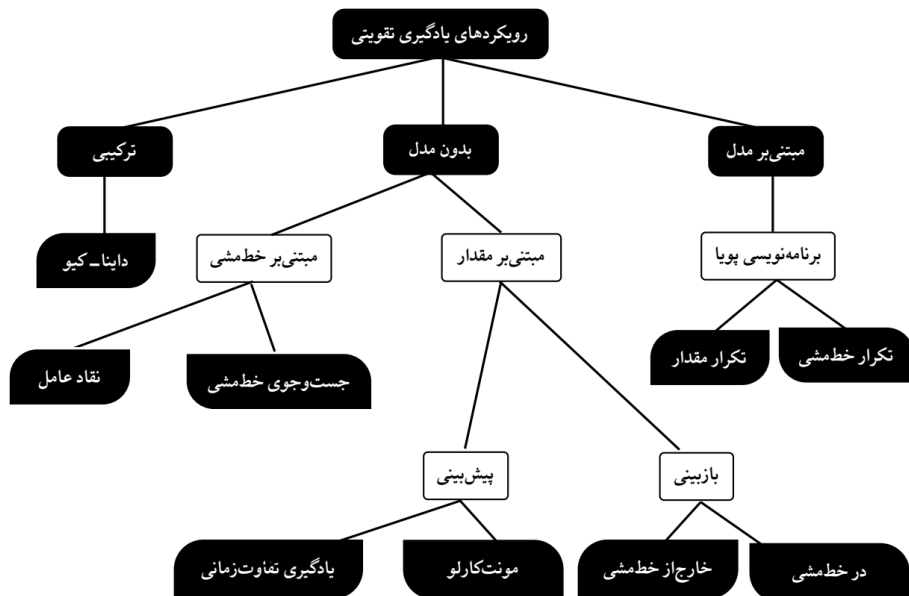 رویکردهای یادگیری تقویتی
مبتنی‌بر مدل
بدون مدل
ترکیبی
برنامه‌نویسی پویا
مبتنی‌بر مقدار
مبتنی‌بر خط‌مشی
داینا-کیو
تکرار خط‌مشی
تکرار مقدار
جست‌وجوی خط‌مشی
نقاد عامل
بازبینی
پیش‌بینی
در خط‌مشی
خارج‌از خط‌مشی
مونت‌کارلو
یادگیری تفاوت‌زمانی